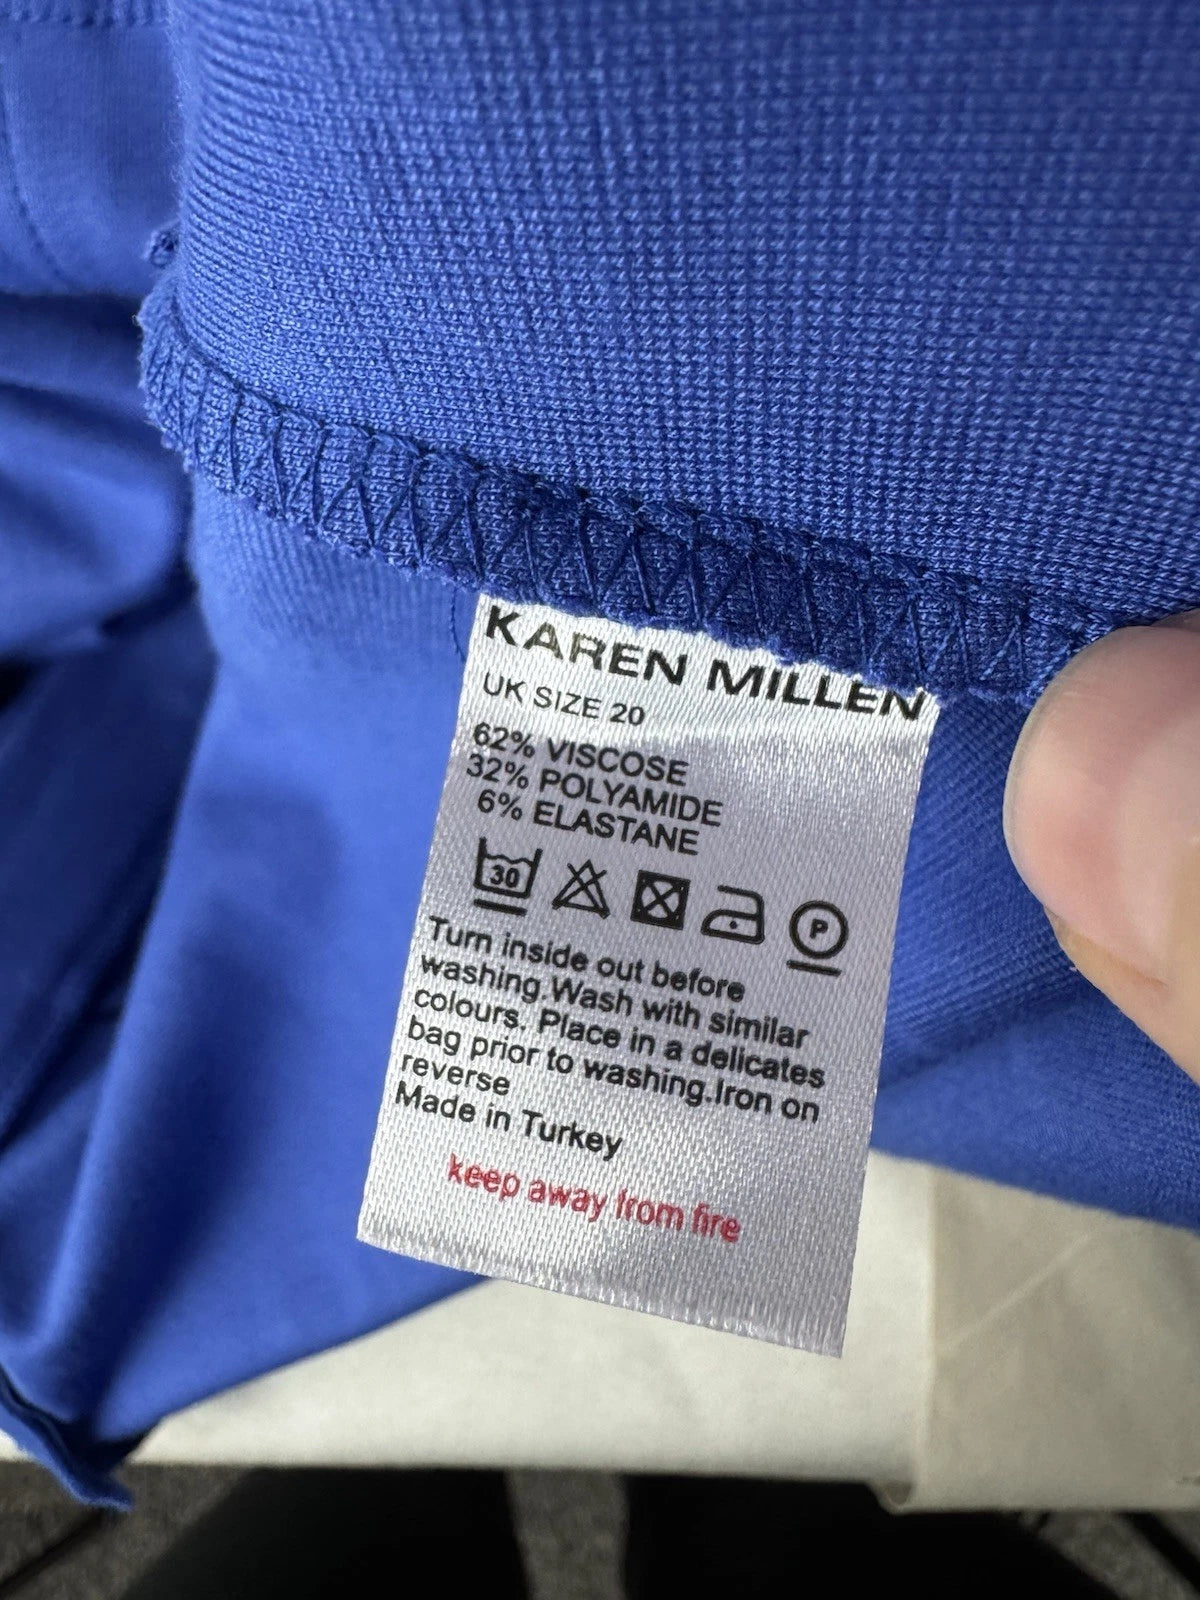 KAREN MILLEN
UK SIZE 20
62% VISCOSE
32% POLYAMIDE
6% ELASTANE
30
P
Turn inside out before
washing.Wash with similar
colours. Place in a delicates
bag prior to washing.Iron on
reverse
Made in Turkey
keep away from fire